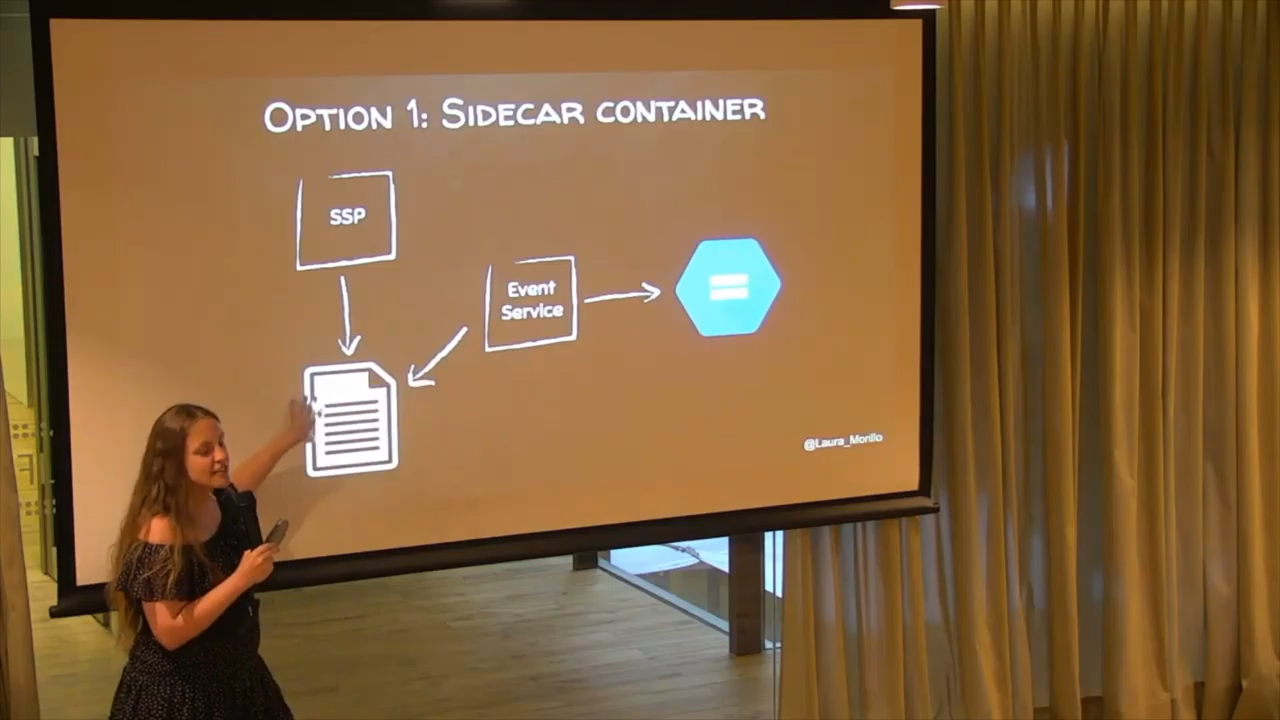 OPTION 1: SIDECAR CONTAINER
SSP
Event
Service
@Laura_Morillo